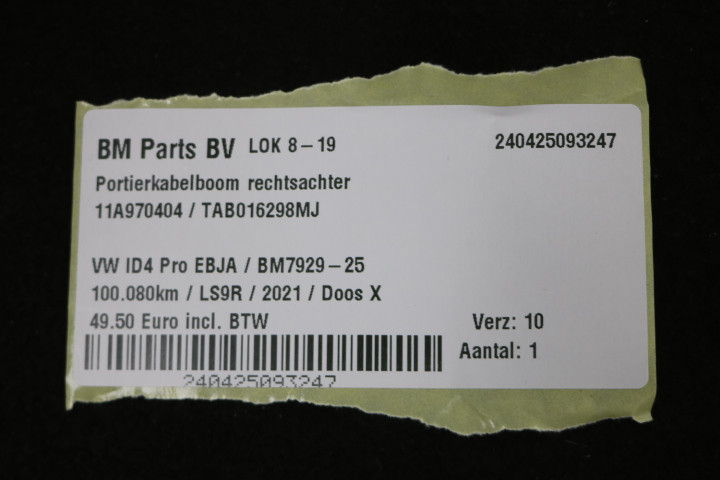 BM Parts BV LOK 8-19 240425093247
Portierkabelboom rechtsachter
11A970404 / TAB016298MJ
VW ID4 Pro EBJA / BM7929-25
100.080km / LS9R / 2021 / Doos X
49.50 Euro incl. BTW Verz: 10
Aantal: 1
240425093247